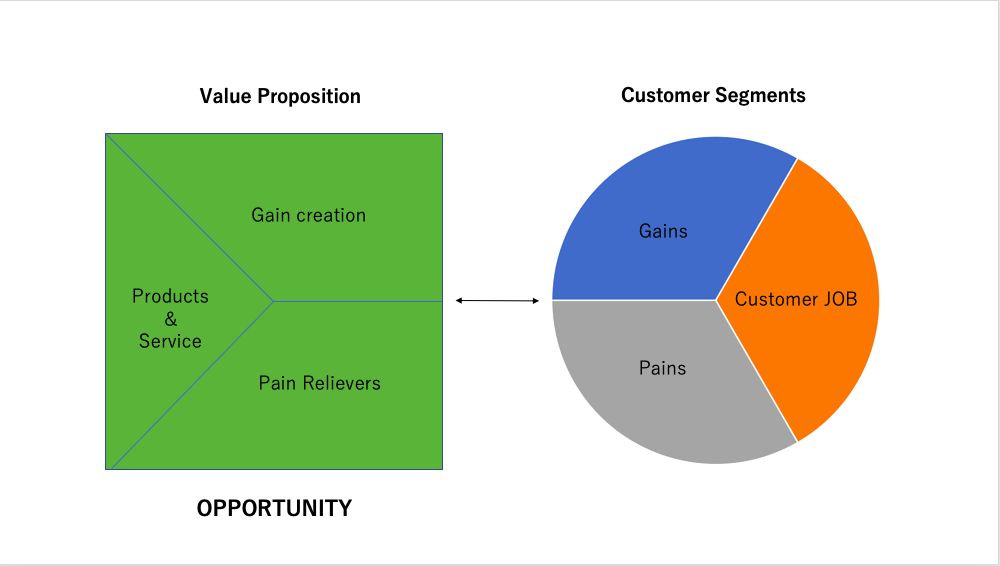 Value Proposition
Customer Segments
Gain creation
Gains
Products
&
Service
Customer JOB
Pain Relievers
Pains
OPPORTUNITY